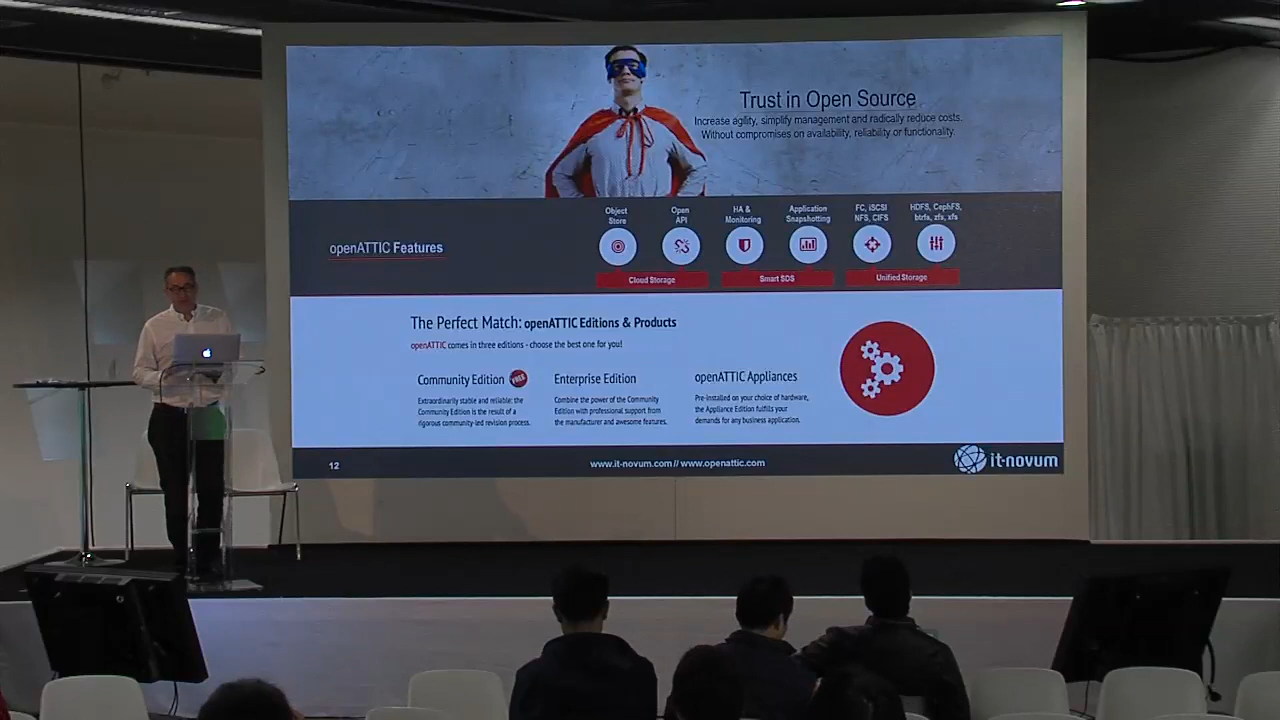 Trust in Open Source
Increase agility, simplify management and radically reduce costs.
Without compromises on availability, reliability or functionality.
openATTIC Features
Object
Store
Open
API
HA &
Monitoring
Application
Snapshotting
FC, iSCSI
NFS, CIFS
HDFS, CephFS,
btrfs, zfs, xfs
Cloud Storage
Smart SDS
Unified Storage
The Perfect Match: openATTIC Editions & Products
openATTIC comes in three editions - choose the best one for you!
Community Edition FREE
Extraordinarily stable and reliable: the
Community Edition is the result of a
rigorous community-led revision process.
Enterprise Edition
Combine the power of the Community
Edition with professional support from
the manufacturer and awesome features.
openATTIC Appliances
Pre-installed on your choice of hardware,
the Appliance Edition fulfills your
demands for any business application.
12
www.it-novum.com // www.openattic.com
it-novum